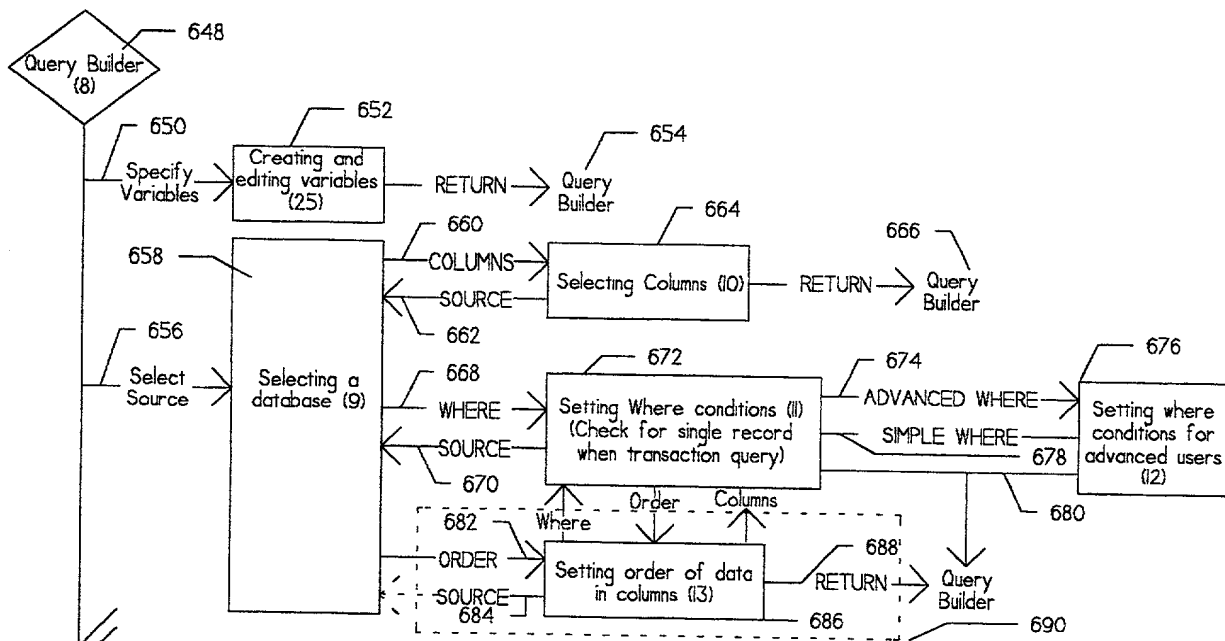 648
Query Builder
(8)
650
652
654
Specify
Variables
Creating and
editing variables
(25)
RETURN
Query
Builder
660
664
666
658
COLUMNS
Selecting Columns (10)
RETURN
Query
Builder
SOURCE
662
656
Select
Source
Selecting a
database (9)
668
672
674
676
WHERE
Setting Where conditions (11)
(Check for single record
when transaction query)
ADVANCED WHERE
SIMPLE WHERE
Setting where
conditions for
advanced users
(12)
SOURCE
678
670
680
Order
Columns
Where
682
688
ORDER
Setting order of data
in columns (13)
RETURN
Query
Builder
SOURCE
684
686
690